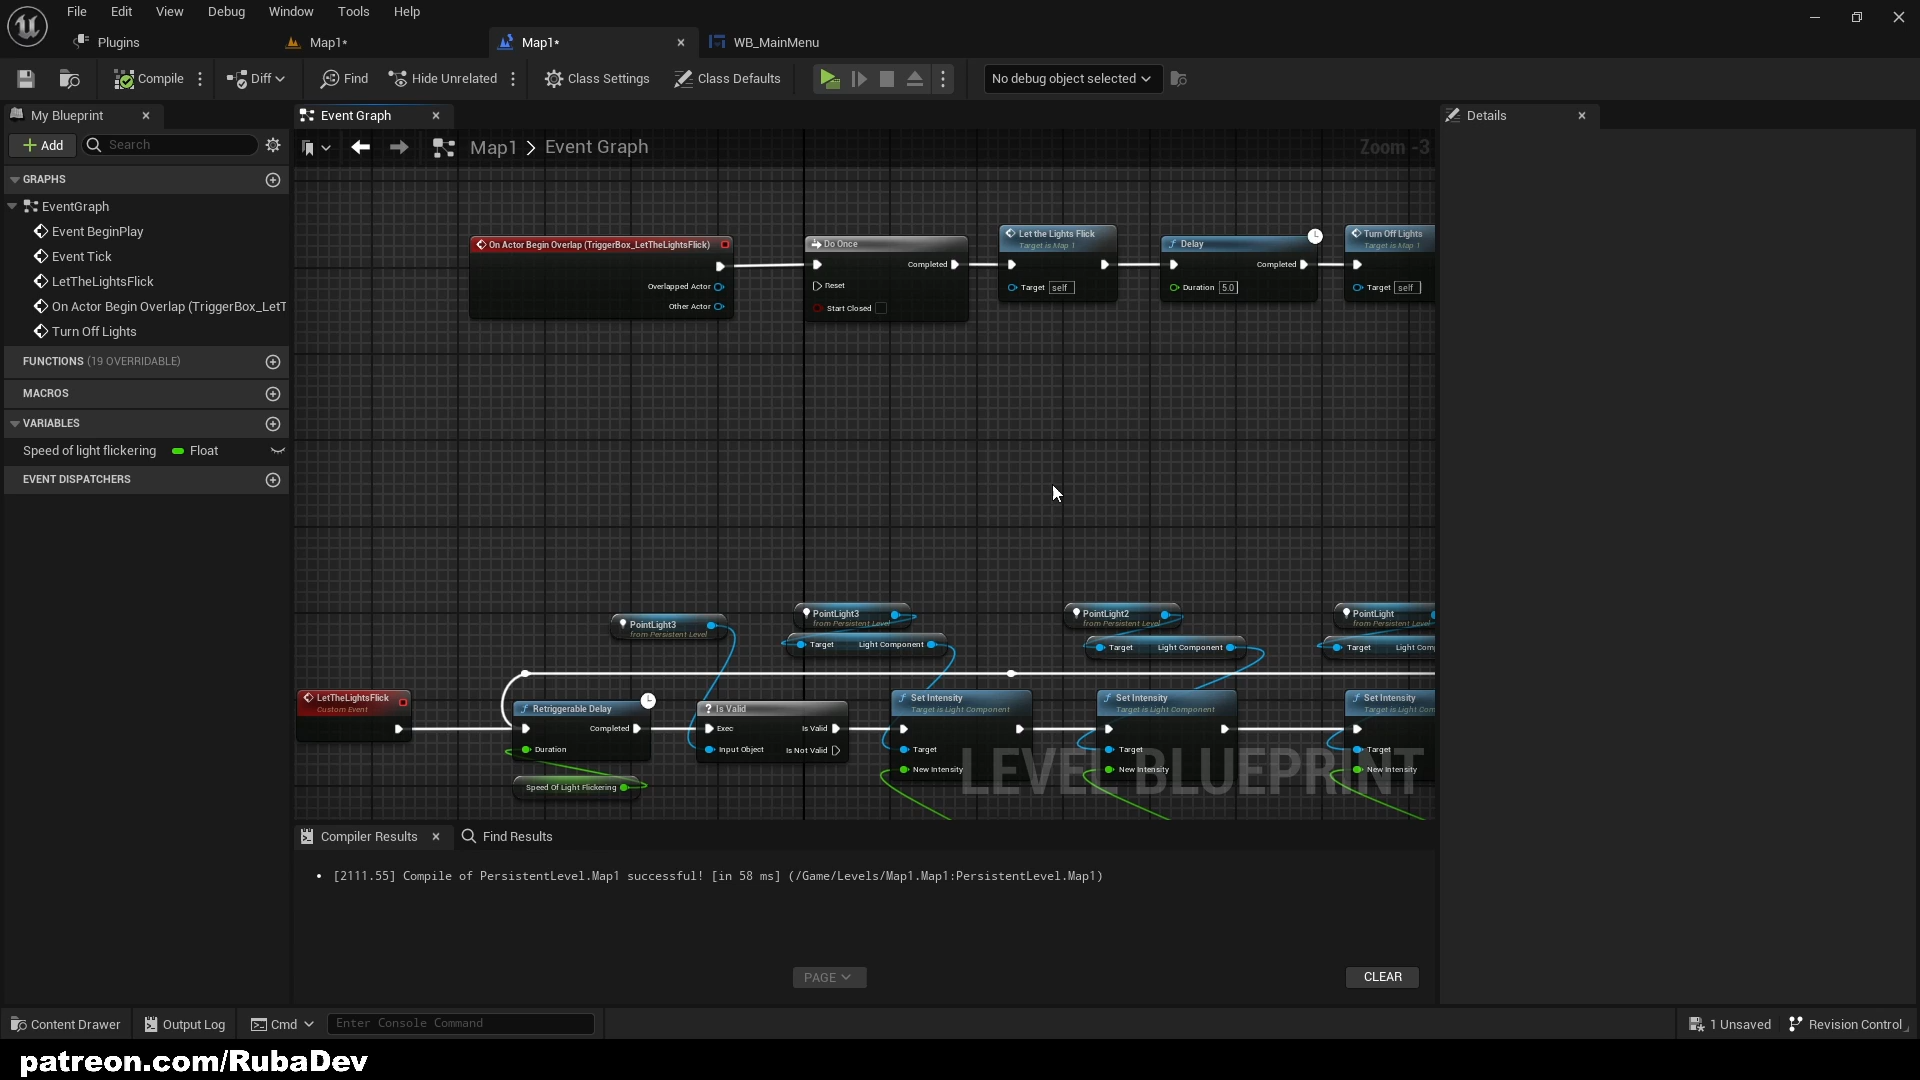 File Edit View Debug Window Tools Help
Plugins Map1* Map1* WB_MainMenu
Compile Diff Find Hide Unrelated Class Settings Class Defaults No debug object selected
My Blueprint
Event Graph
Details
Add Search
Map1 > Event Graph
Zoom -3
GRAPHS
EventGraph
Event BeginPlay
Event Tick
LetTheLightsFlick
On Actor Begin Overlap (TriggerBox_LetT
Turn Off Lights
FUNCTIONS (19 OVERRIDABLE)
MACROS
VARIABLES
Speed of light flickering Float
EVENT DISPATCHERS
On Actor Begin Overlap (TriggerBox_LetTheLightsFlick)
Overlapped Actor
Other Actor
Do Once
Completed
Reset
Start Closed
Let the Lights Flick
Target is Map 1
Target self
Delay
Completed
Duration 5.0
Turn Off Lights
Target is Map 1
Target self
PointLight3
from Persistent Level
PointLight3
from Persistent Level
Target Light Component
PointLight2
from Persistent Level
Target Light Component
PointLight
from Persistent Level
Target Light Com
LetTheLightsFlick
Custom Event
Retriggerable Delay
Completed
Duration
Speed Of Light Flickering
Is Valid
Exec Is Valid
Input Object Is Not Valid
Set Intensity
Target is Light Component
Target
New Intensity
Set Intensity
Target is Light Component
Target
New Intensity
Set Intensity
Target is Light Com
Target
New Intensity
LEVEL BLUEPRINT
Compiler Results Find Results
• [2111.55] Compile of PersistentLevel.Map1 successful! [in 58 ms] (/Game/Levels/Map1.Map1:PersistentLevel.Map1)
PAGE CLEAR
Content Drawer Output Log Cmd Enter Console Command 1 Unsaved Revision Control
patreon.com/RubaDev